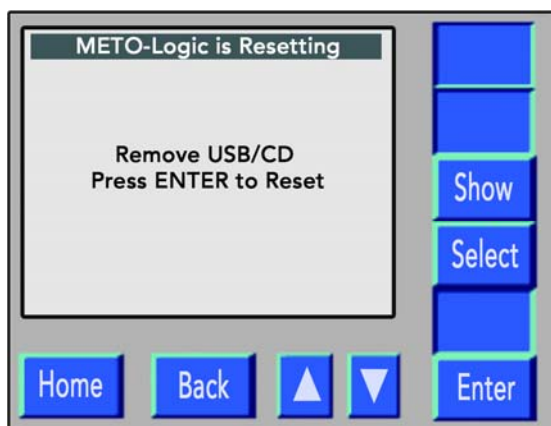 METO-Logic is Resetting
Remove USB/CD
Press ENTER to Reset
Show
Select
Home
Back
Enter